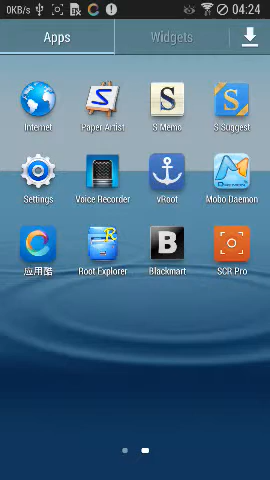 0KB/s 04:24
Apps Widgets
Internet Paper Artist S Memo S Suggest
Settings Voice Recorder vRoot Mobo Daemon
应用酷 Root Explorer Blackmart SCR Pro